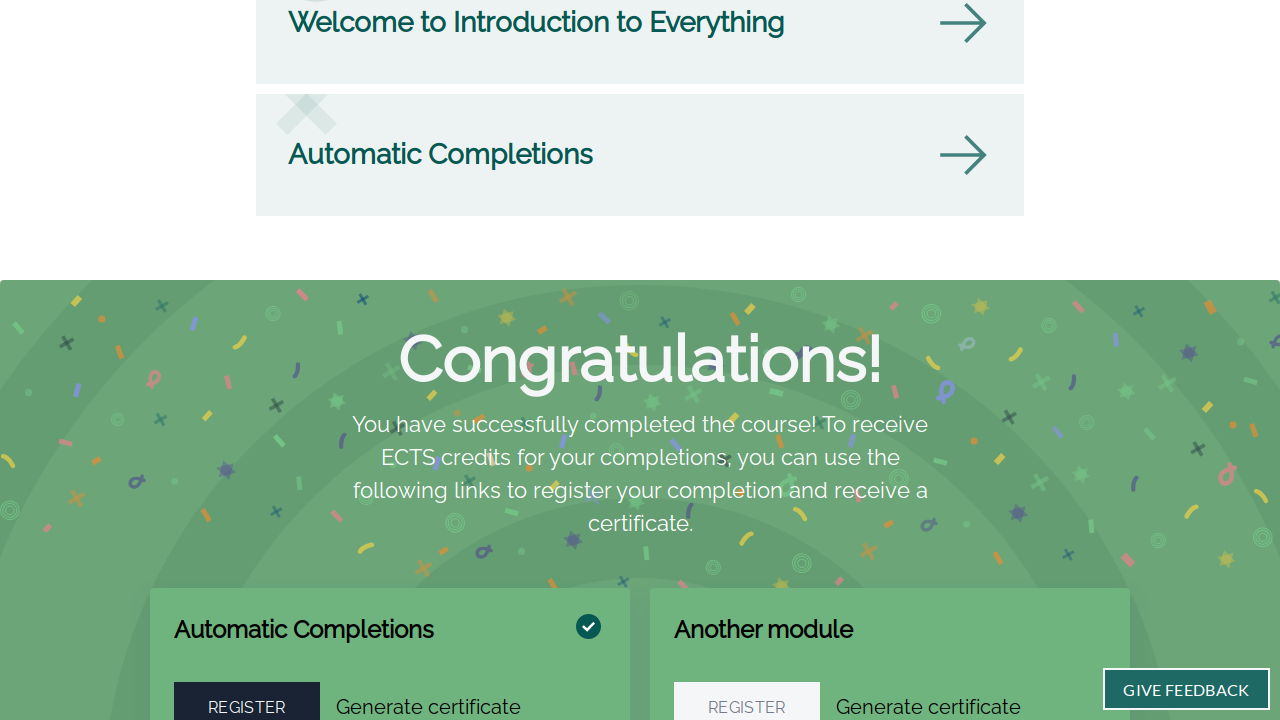 Welcome to Introduction to Everything
Automatic Completions
Congratulations!
You have successfully completed the course! To receive
ECTS credits for your completions, you can use the
following links to register your completion and receive a
certificate.
Automatic Completions
Another module
REGISTER
Generate certificate
REGISTER
Generate certificate
GIVE FEEDBACK